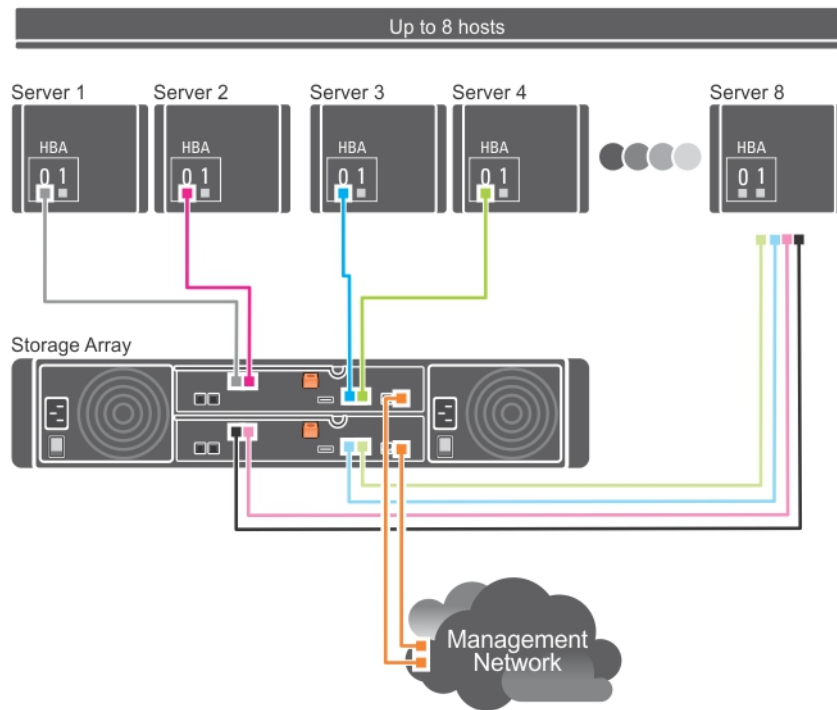 Up to 8 hosts
Server 1
Server 2
Server 3
Server 4
Server 8
HBA
0 1
HBA
0 1
HBA
0 1
HBA
0 1
HBA
0 1
Storage Array
Management
Network